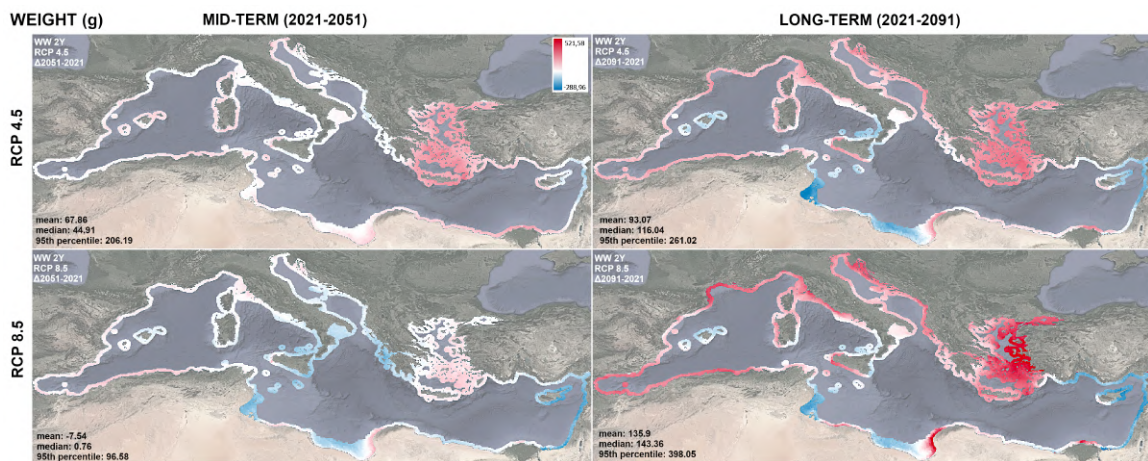 WEIGHT (g)
MID-TERM (2021-2051)
LONG-TERM (2021-2091)
RCP 4.5
WW 2Y
RCP 4.5
Δ2051-2021
521,58
-288,96
mean: 67.86
median: 44.91
95th percentile: 206.19
WW 2Y
RCP 4.5
Δ2091-2021
mean: 93.07
median: 116.04
95th percentile: 261.02
RCP 8.5
WW 2Y
RCP 8.5
Δ2051-2021
mean: -7.54
median: 0.76
95th percentile: 96.58
WW 2Y
RCP 8.5
Δ2091-2021
mean: 135.9
median: 143.36
95th percentile: 398.05